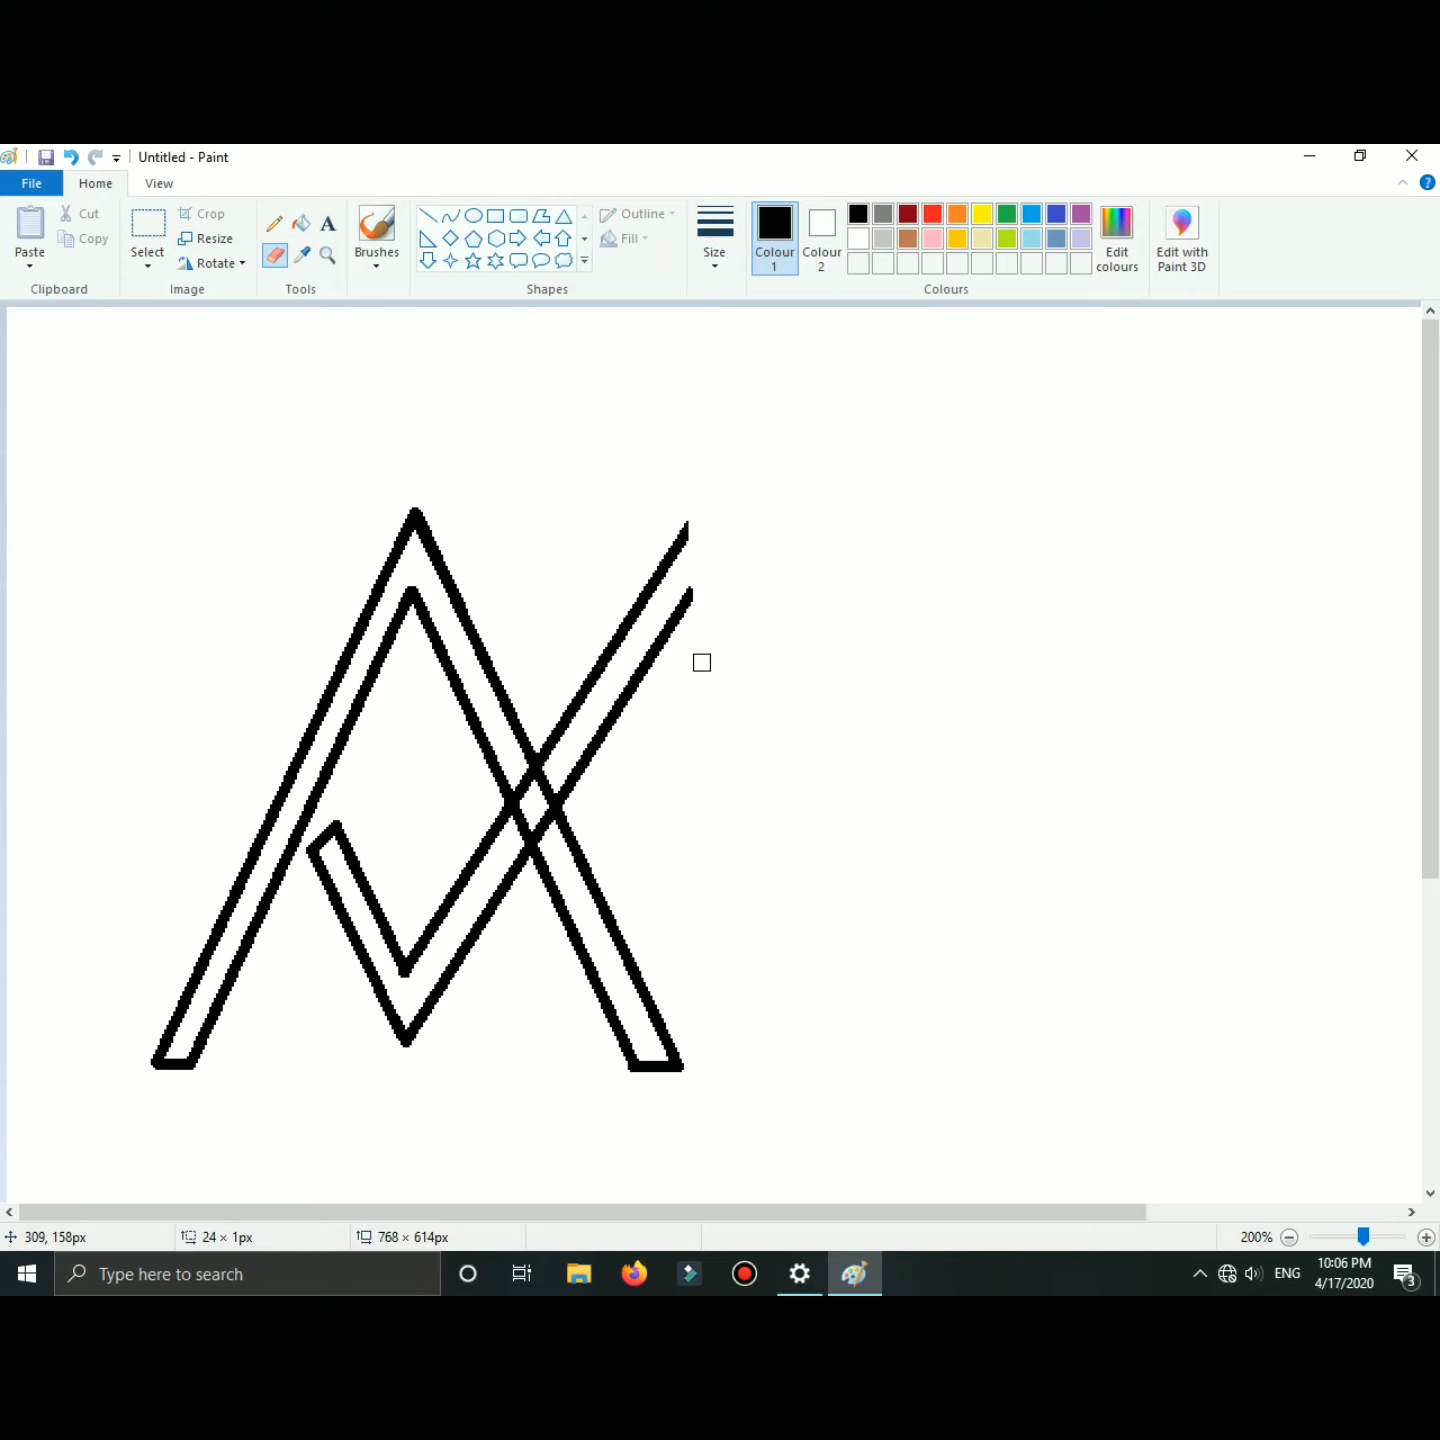 Untitled - Paint
File Home View
Paste Cut Copy Clipboard
Select Crop Resize Rotate Image
A
Tools
Brushes
Outline Fill Shapes
Size
Colour 1
Colour 2
Edit colours
Colours
Edit with Paint 3D
?
309, 158px 24 × 1px 768 × 614px 200%
Type here to search
ENG 10:06 PM
4/17/2020
3